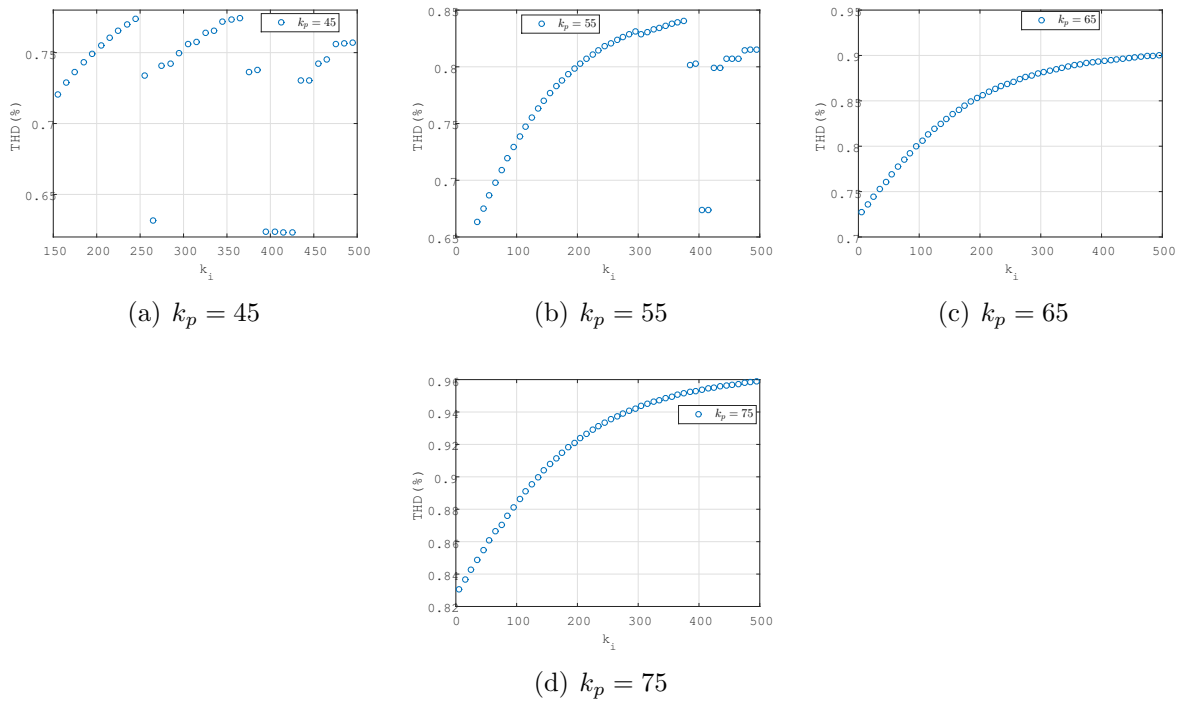 0.75
0.7
0.65
THD(%)
150 200 250 300 350 400 450 500
k_i
k_p = 45
(a) k_p = 45
0.85
0.8
0.75
0.7
0.65
THD(%)
0 100 200 300 400 500
k_i
k_p = 55
(b) k_p = 55
0.95
0.9
0.85
0.8
0.75
0.7
THD(%)
0 100 200 300 400 500
k_i
k_p = 65
(c) k_p = 65
0.96
0.94
0.92
0.9
0.88
0.86
0.84
0.82
THD(%)
0 100 200 300 400 500
k_i
k_p = 75
(d) k_p = 75